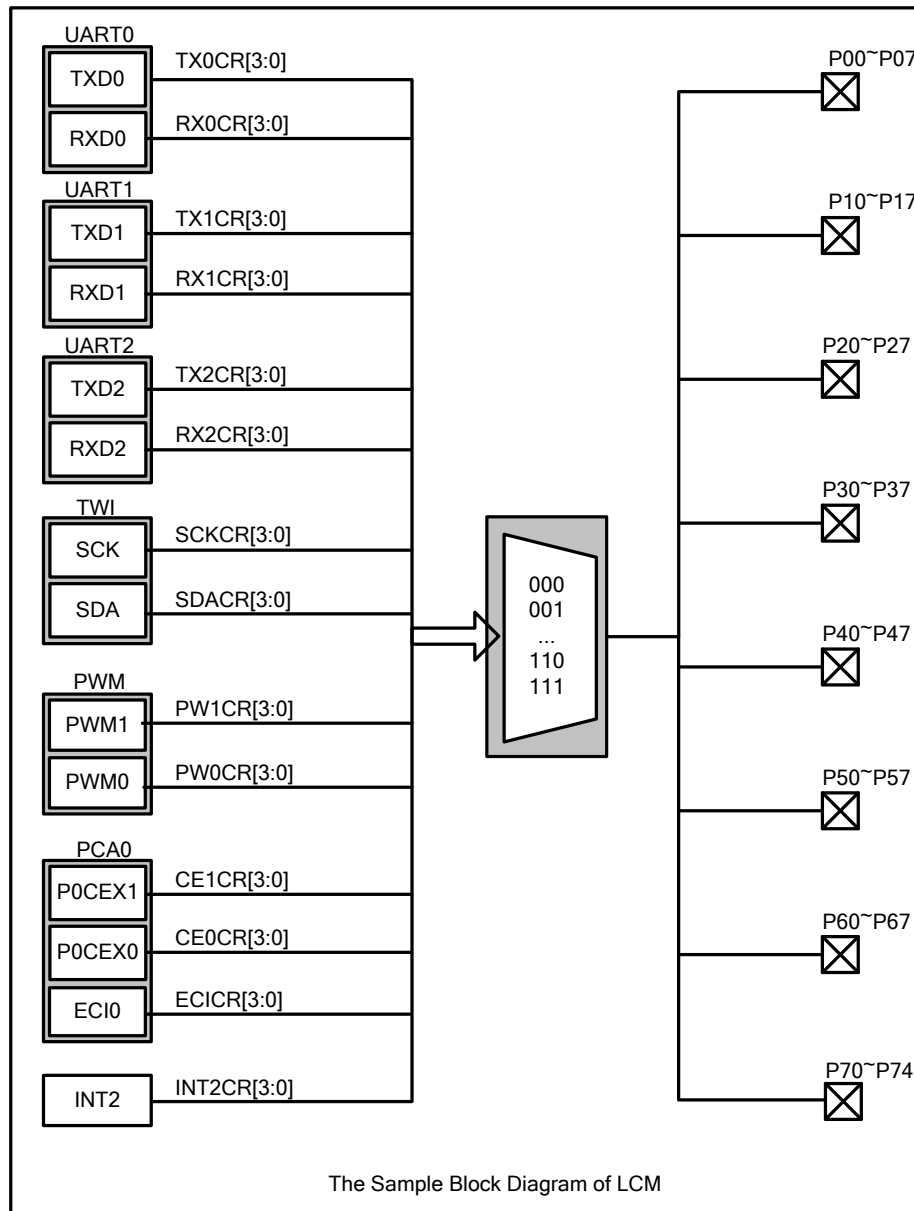 UART0
TXD0
TX0CR[3:0]
RXD0
RX0CR[3:0]
UART1
TXD1
TX1CR[3:0]
RXD1
RX1CR[3:0]
UART2
TXD2
TX2CR[3:0]
RXD2
RX2CR[3:0]
TWI
SCK
SCKCR[3:0]
SDA
SDACR[3:0]
PWM
PWM1
PW1CR[3:0]
PWM0
PW0CR[3:0]
PCA0
P0CEX1
CE1CR[3:0]
P0CEX0
CE0CR[3:0]
ECI0
ECICR[3:0]
INT2
INT2CR[3:0]
000
001
...
110
111
P00~P07
P10~P17
P20~P27
P30~P37
P40~P47
P50~P57
P60~P67
P70~P74
The Sample Block Diagram of LCM